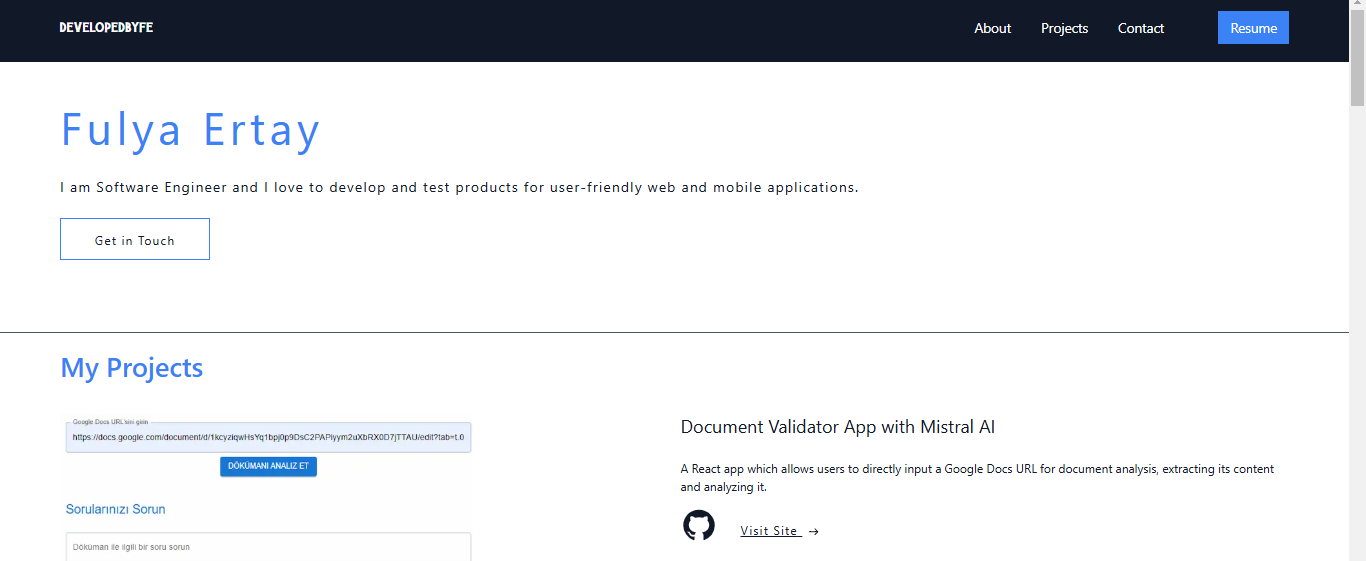 DEVELOPEDBYFE
About
Projects
Contact
Resume
Fulya Ertay
I am Software Engineer and I love to develop and test products for user-friendly web and mobile applications.
Get in Touch
My Projects
Google Docs URL'sini girin
https://docs.google.com/document/d/1kcyziqwHsYq1bpj0p9DsC2PAPlyym2uXbRX0D7jTTAU/edit?tab=t.0
DÖKÜMANI ANALIZ ET
Sorularınızı Sorun
Döküman ile ilgili bir soru sorun
Document Validator App with Mistral AI
A React app which allows users to directly input a Google Docs URL for document analysis, extracting its content
and analyzing it.
Visit Site →